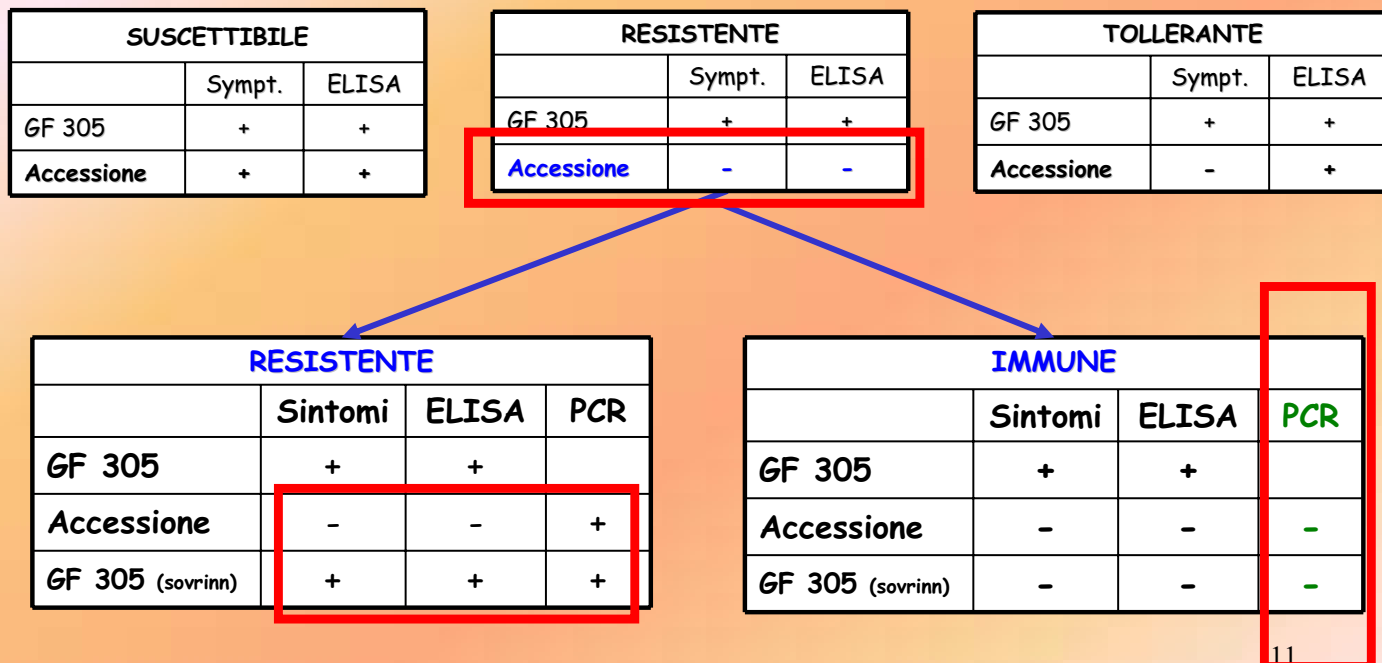 SUSCETTIBILE
Sympt. ELISA
GF 305 + +
Accessione + +
RESISTENTE
Sympt. ELISA
GF 305 + +
Accessione - -
TOLLERANTE
Sympt. ELISA
GF 305 + +
Accessione - +
RESISTENTE
Sintomi ELISA PCR
GF 305 + +
Accessione - - +
GF 305 (sovrinn) + + +
IMMUNE
Sintomi ELISA PCR
GF 305 + +
Accessione - - -
GF 305 (sovrinn) - - -
11